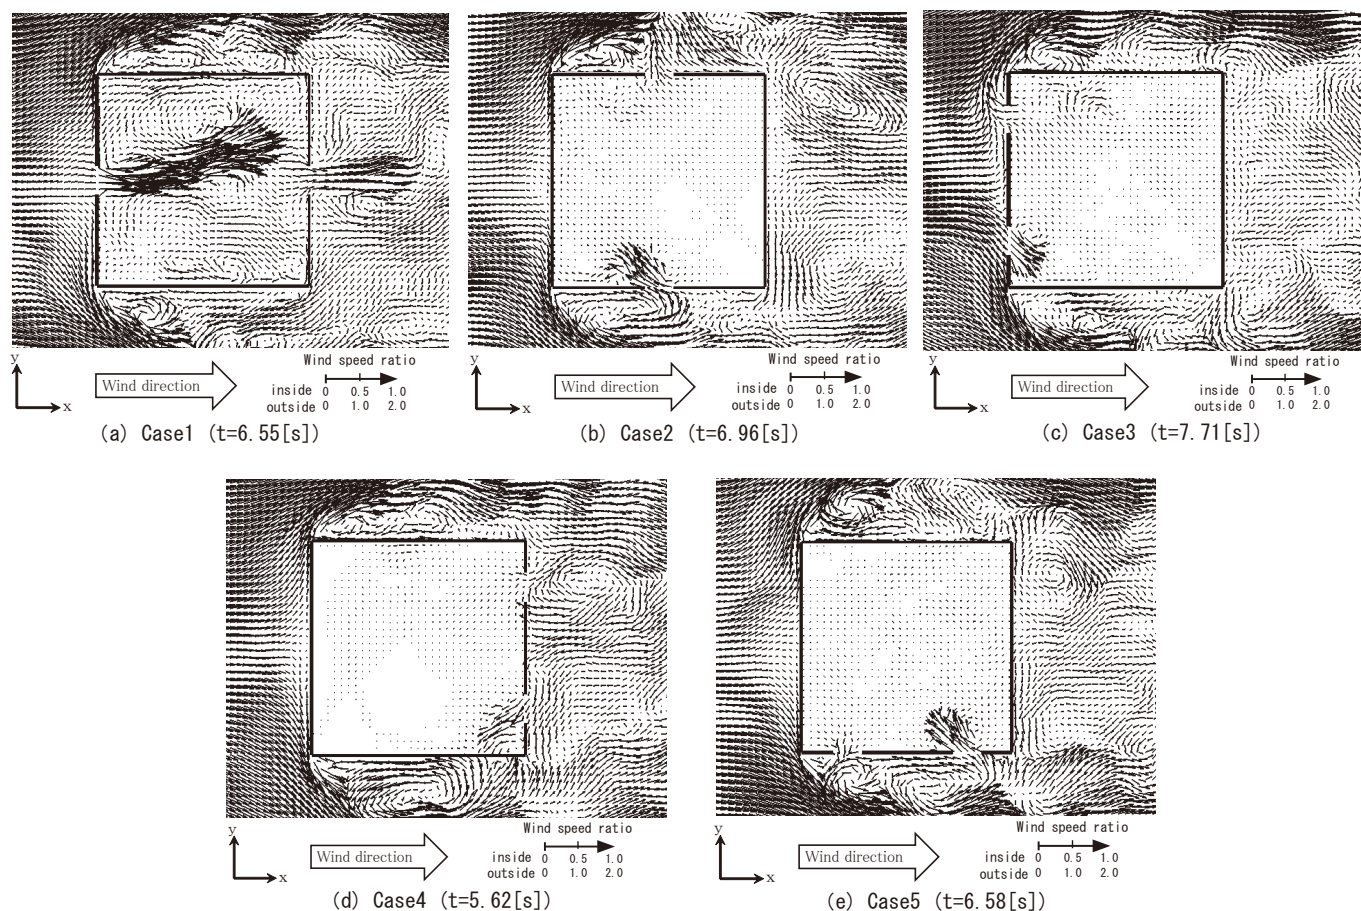 y
x
Wind direction
Wind speed ratio
inside 0 0.5 1.0
outside 0 1.0 2.0
(a) Case1 (t=6.55[s])
y
x
Wind direction
Wind speed ratio
inside 0 0.5 1.0
outside 0 1.0 2.0
(b) Case2 (t=6.96[s])
y
x
Wind direction
Wind speed ratio
inside 0 0.5 1.0
outside 0 1.0 2.0
(c) Case3 (t=7.71[s])
y
x
Wind direction
Wind speed ratio
inside 0 0.5 1.0
outside 0 1.0 2.0
(d) Case4 (t=5.62[s])
y
x
Wind direction
Wind speed ratio
inside 0 0.5 1.0
outside 0 1.0 2.0
(e) Case5 (t=6.58[s])